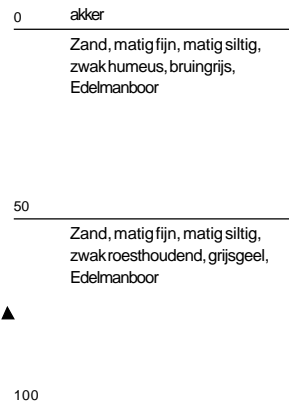 0 akker
Zand, matig fijn, matig siltig,
zwak humeus, bruingrijs,
Edelmanboor
50
Zand, matig fijn, matig siltig,
zwak roesthoudend, grijsgeel,
Edelmanboor
100